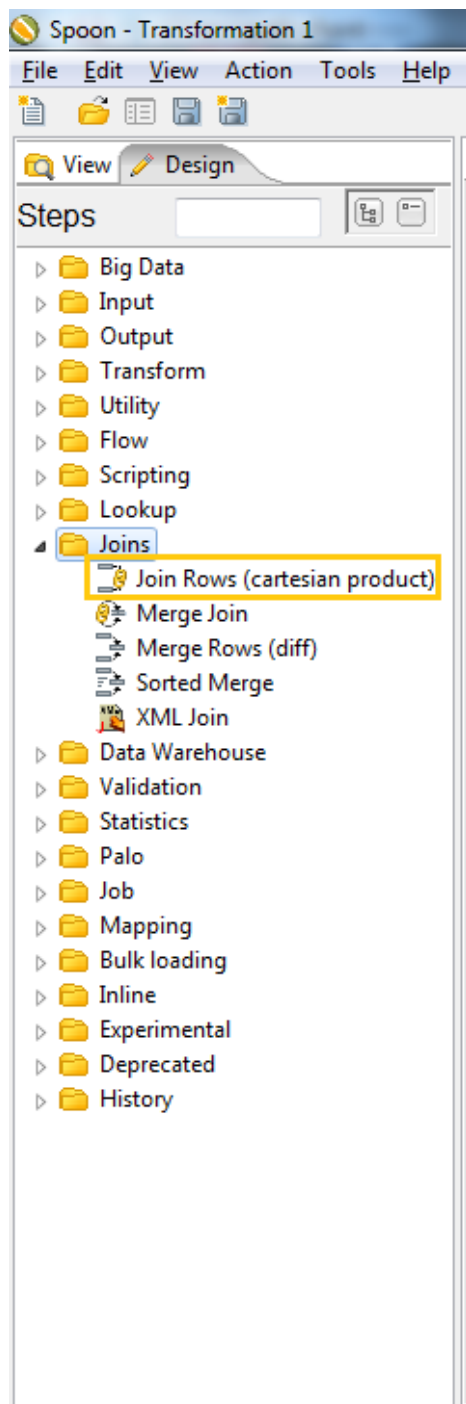 Spoon - Transformation 1
File Edit View Action Tools Help
View Design
Steps
Big Data
Input
Output
Transform
Utility
Flow
Scripting
Lookup
Joins
Join Rows (cartesian product)
Merge Join
Merge Rows (diff)
Sorted Merge
XML Join
Data Warehouse
Validation
Statistics
Palo
Job
Mapping
Bulk loading
Inline
Experimental
Deprecated
History